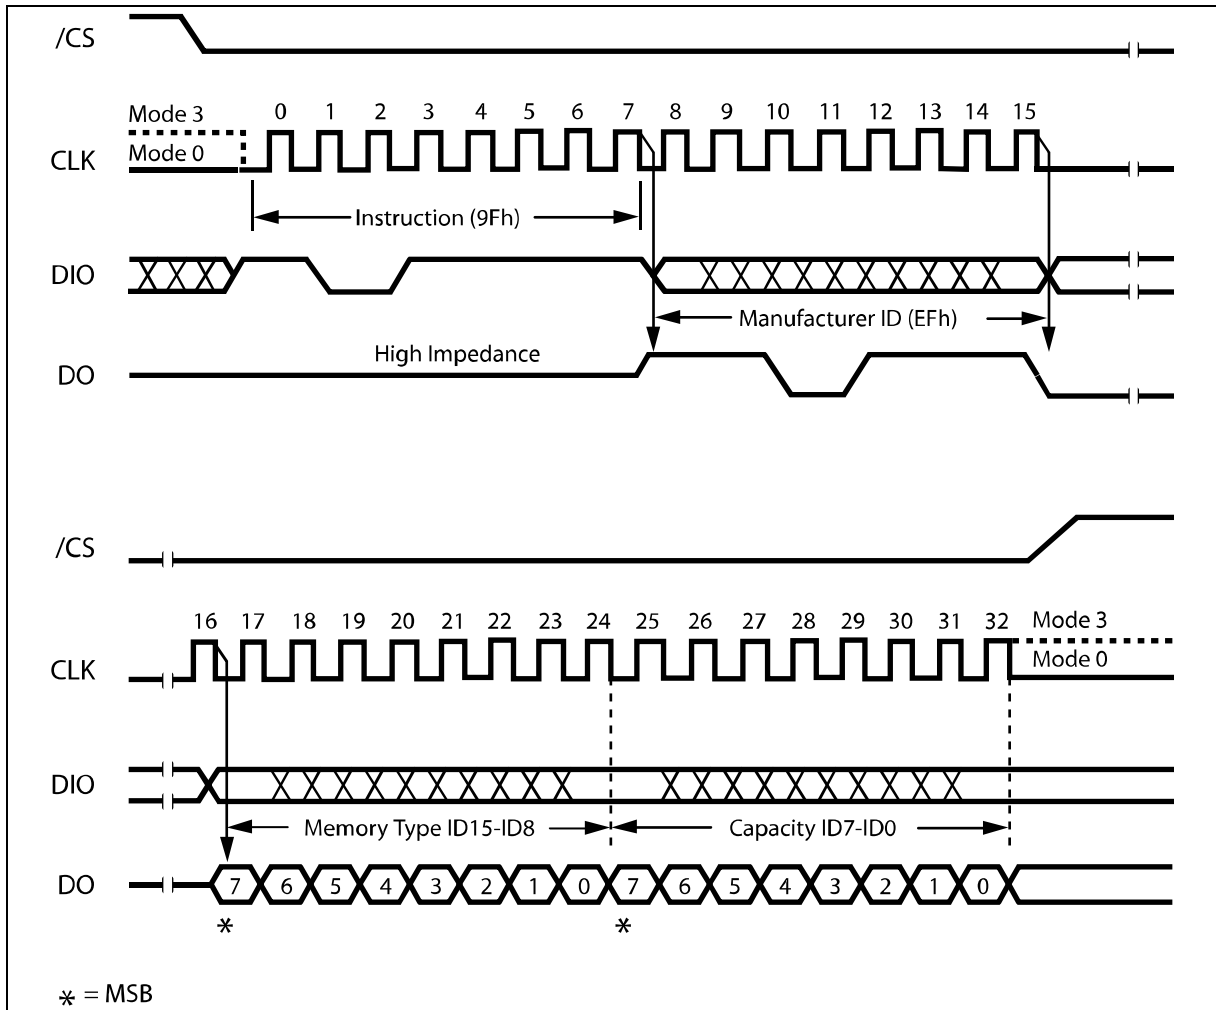 /CS
0 1 2 3 4 5 6 7 8 9 10 11 12 13 14 15
Mode 3
Mode 0
CLK
Instruction (9Fh)
DIO
Manufacturer ID (EFh)
High Impedance
DO
/CS
16 17 18 19 20 21 22 23 24 25 26 27 28 29 30 31 32
Mode 3
Mode 0
CLK
DIO
Memory Type ID15-ID8
Capacity ID7-ID0
DO
7 6 5 4 3 2 1 0 7 6 5 4 3 2 1 0
* *
* = MSB